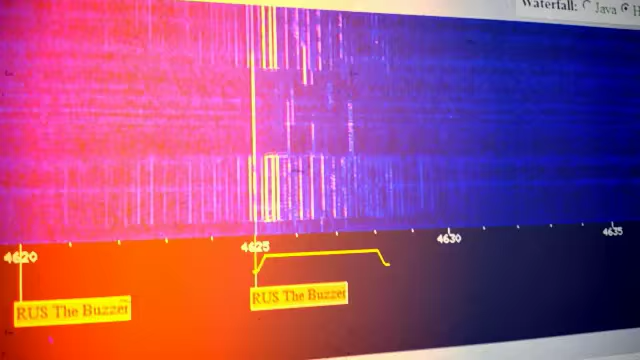 Waterfall: Java H
4620 4625 4630 4635
RUS The Buzzer RUS The Buzzer